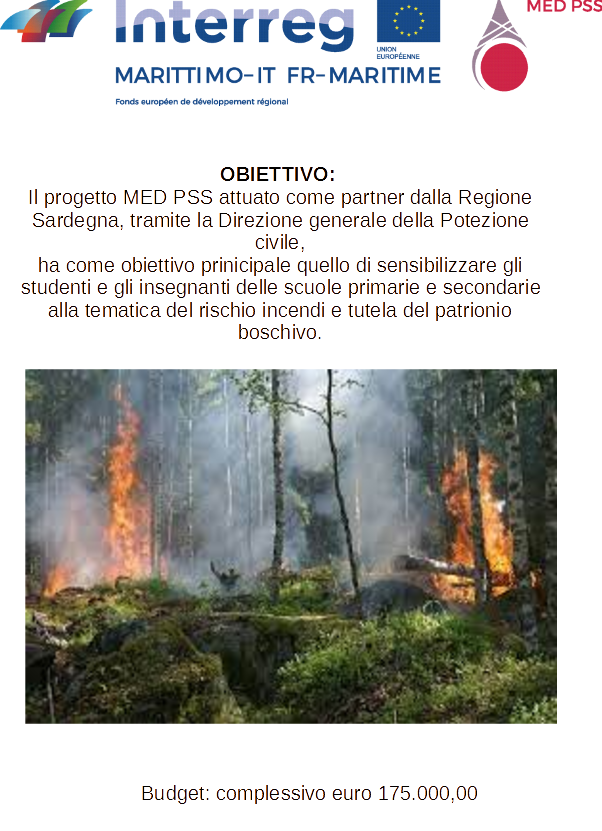 Interreg
MED PSS
UNION
EUROPÉENNE
MARITTIMO-IT FR-MARITIME
Fonds européen de développement régional
OBIETTIVO:
Il progetto MED PSS attuato come partner dalla Regione
Sardegna, tramite la Direzione generale della Potezione
civile,
ha come obiettivo prinicipale quello di sensibilizzare gli
studenti e gli insegnanti delle scuole primarie e secondarie
alla tematica del rischio incendi e tutela del patrionio
boschivo.
Budget: complessivo euro 175.000,00